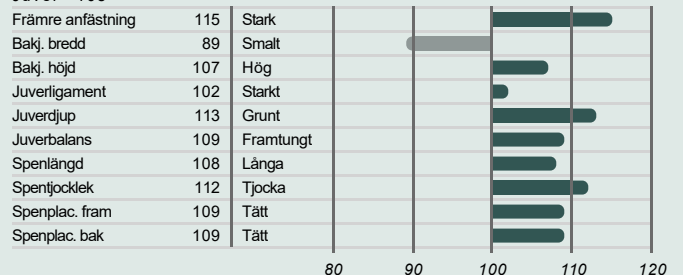 Främre anfästning 115 Stark
Bakj. bredd 89 Smalt
Bakj. höjd 107 Hög
Juverligament 102 Starkt
Juverdjup 113 Grunt
Juverbalans 109 Framtungt
Spenlängd 108 Långa
Spentjocklek 112 Tjocka
Spenplac. fram 109 Tätt
Spenplac. bak 109 Tätt
80 90 100 110 120